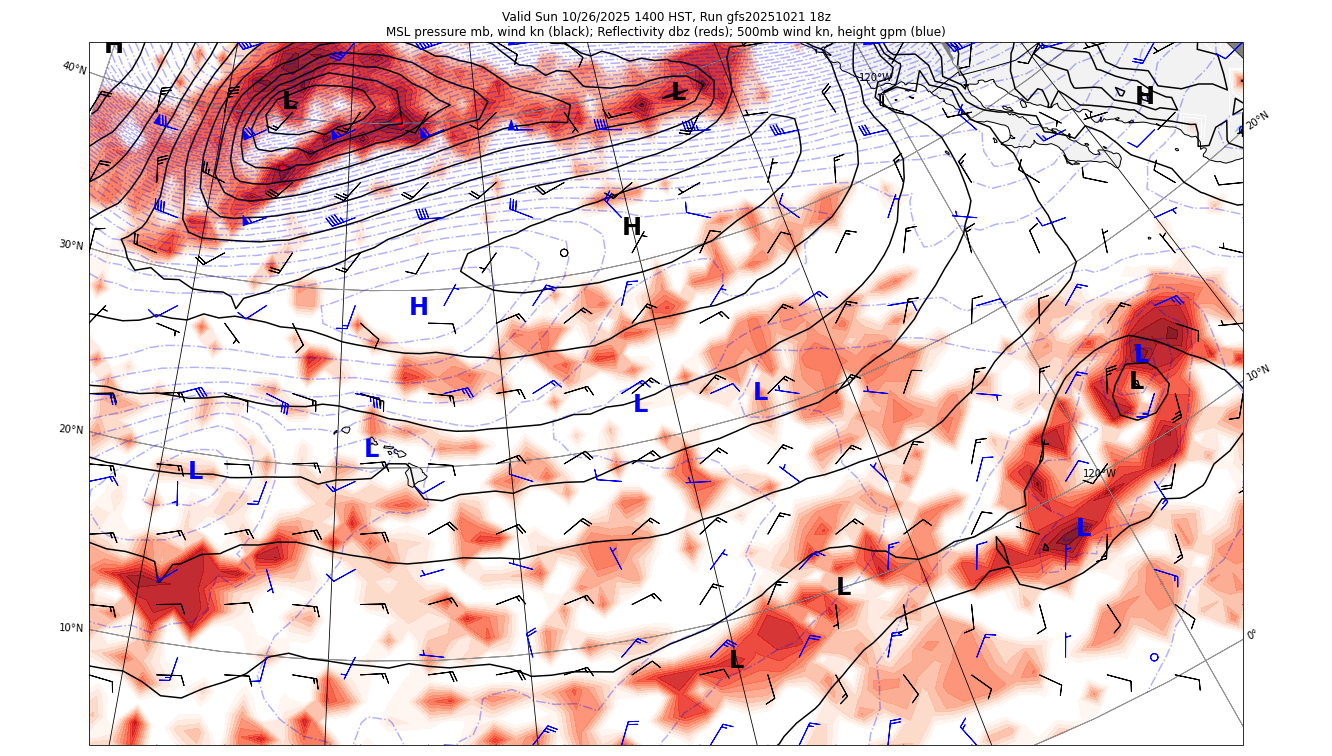 Valid Sun 10/26/2025 1400 HST, Run gfs20251021 18z
MSL pressure mb, wind kn (black); Reflectivity dbz (reds); 500mb wind kn, height gpm (blue)
H
40°N
120°W
L
L
H
20°N
H
30°N
H
L
10°N
L
L
L
20°N
L
L
120°W
L
L
10°N
0°
L